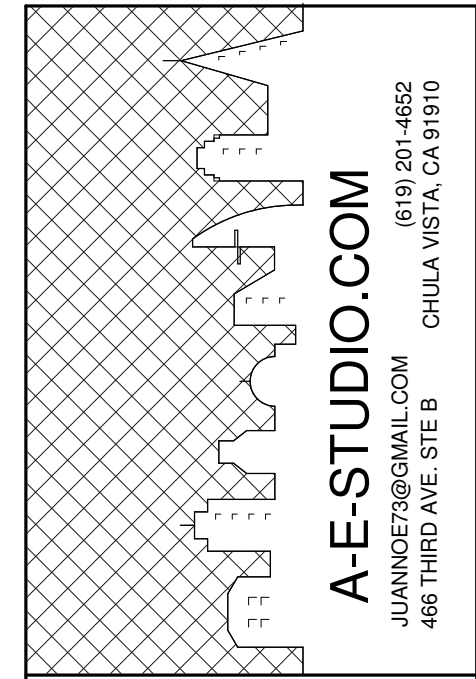 A-E-STUDIO.COM
JUANNOE73@GMAIL.COM (619) 201-4652
466 THIRD AVE. STE B CHULA VISTA, CA 91910